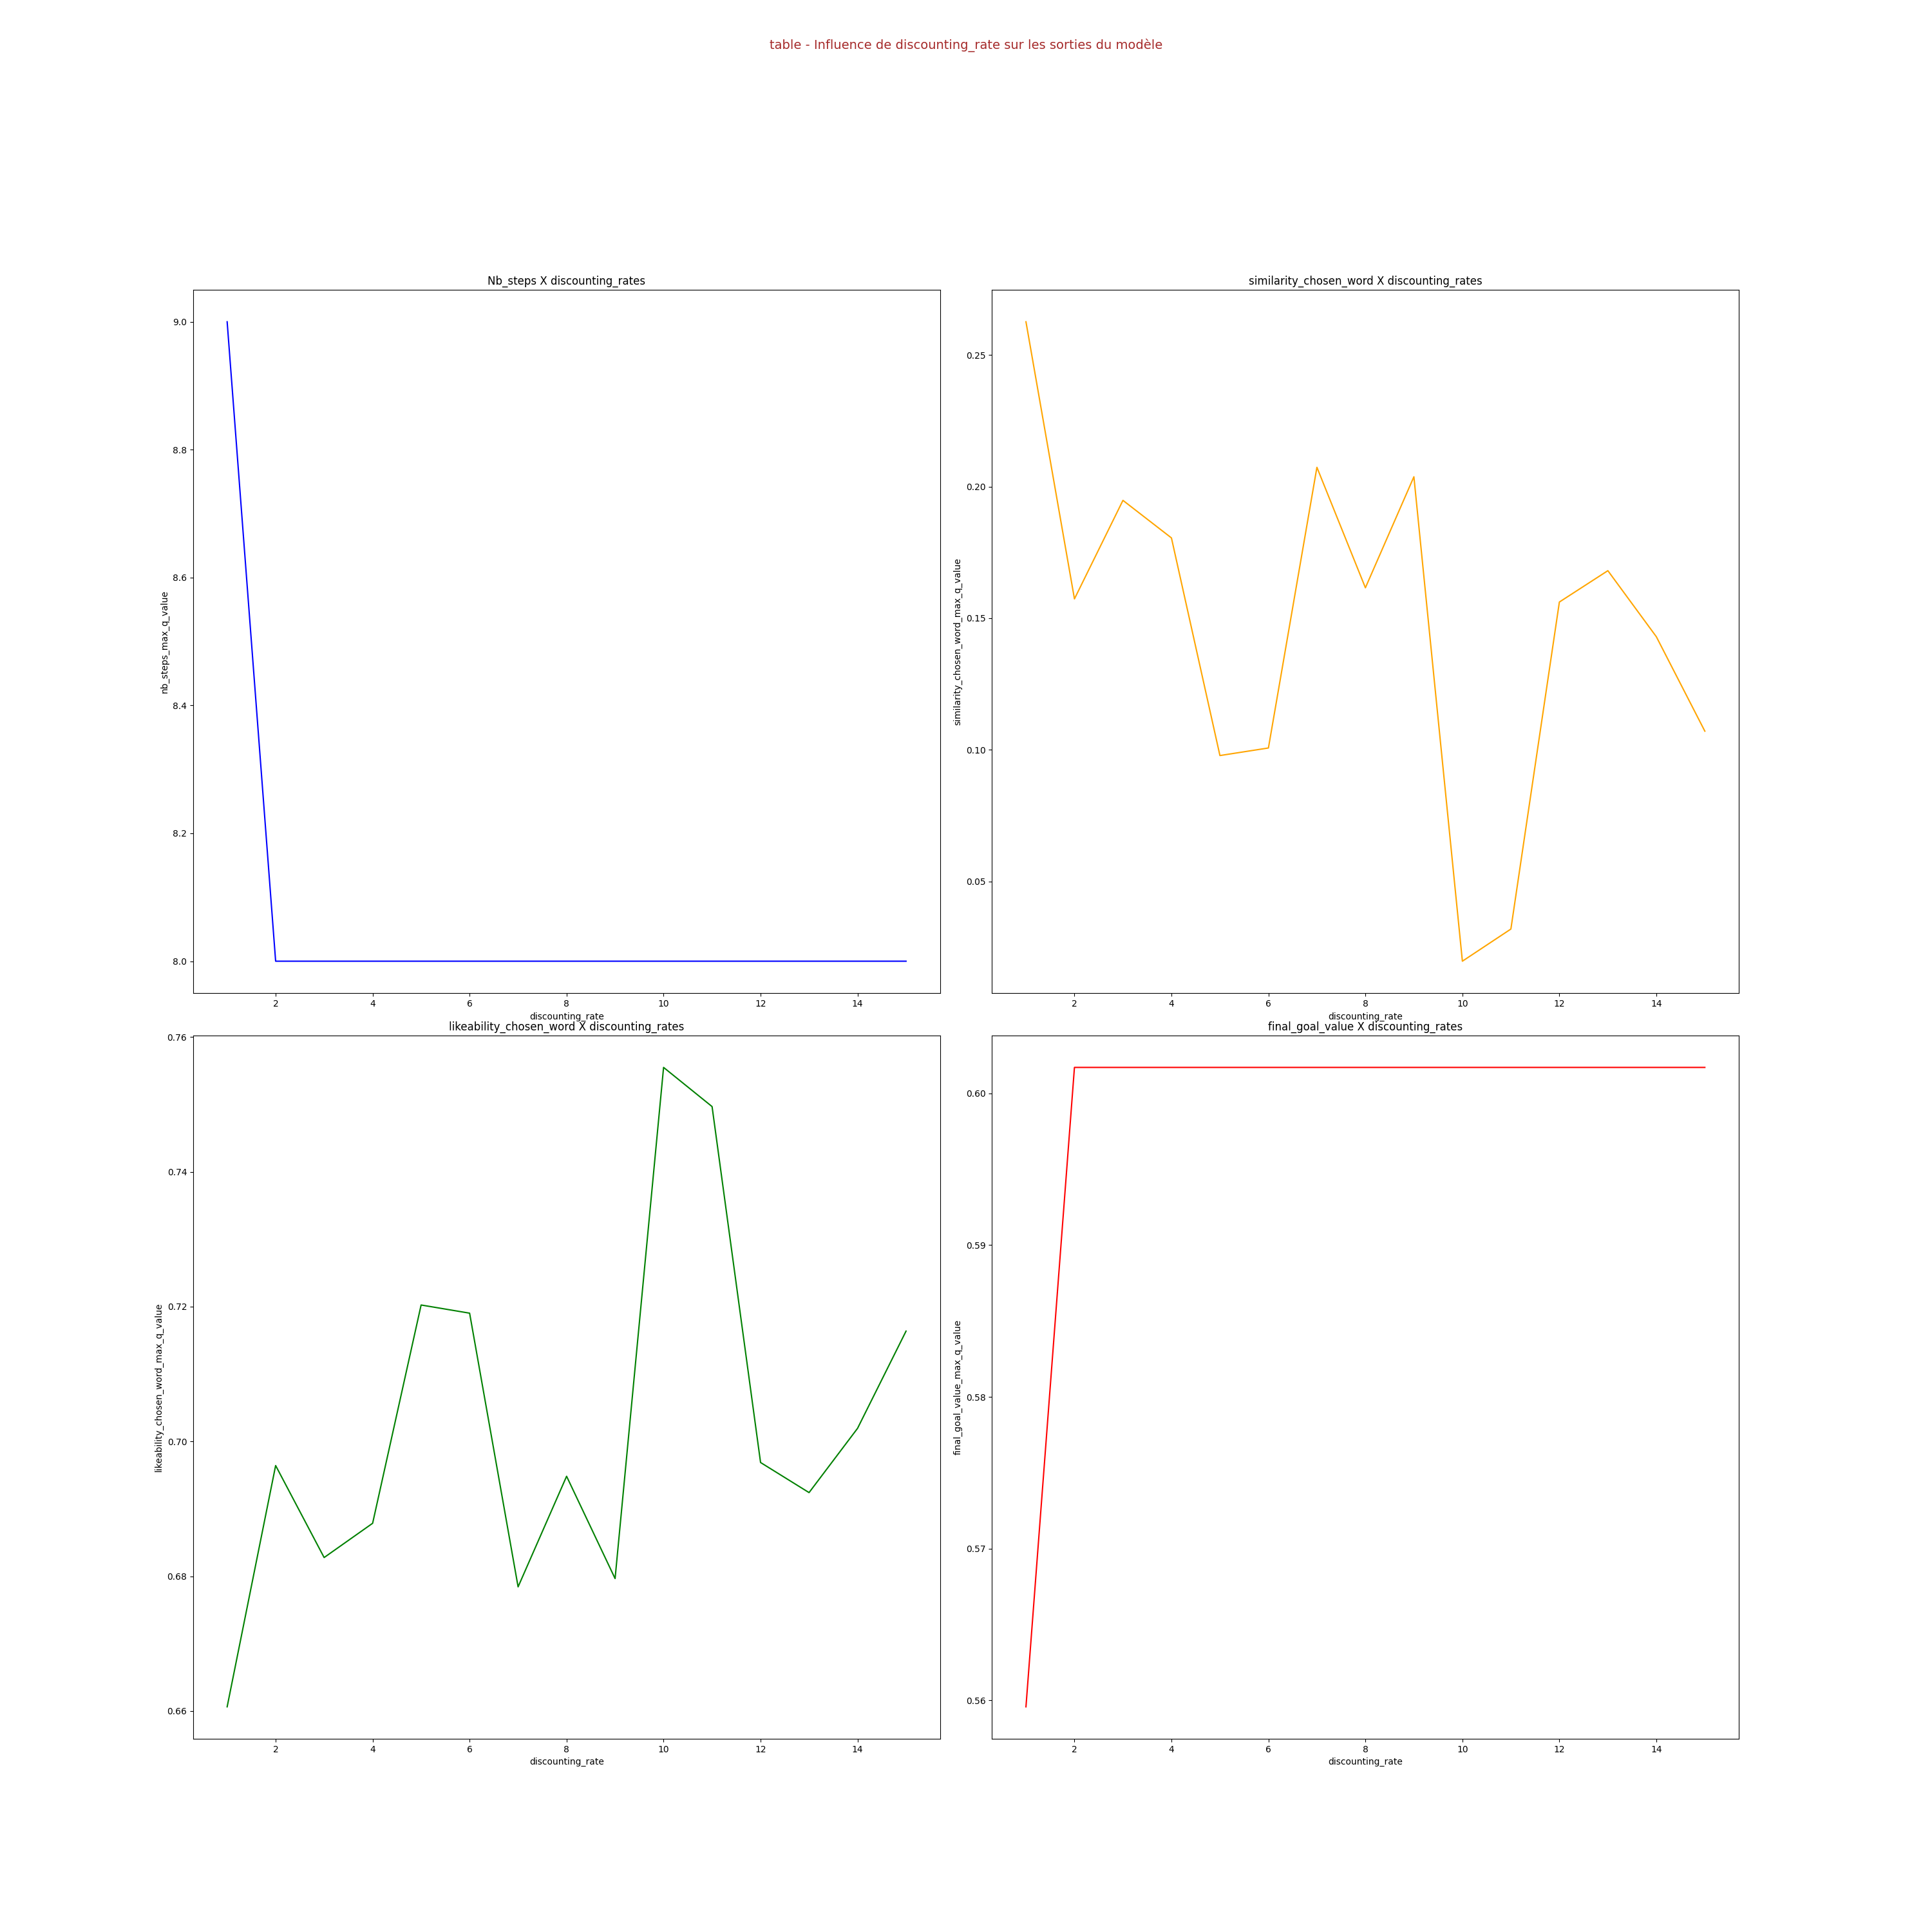 table - Influence de discounting_rate sur les sorties du modèle
Nb_steps X discounting_rates
9.0
8.8
8.6
8.4
8.2
8.0
nb_steps_max_q_value
2 4 6 8 10 12 14
discounting_rate
similarity_chosen_word X discounting_rates
0.25
0.20
0.15
0.10
0.05
similarity_chosen_word_max_q_value
2 4 6 8 10 12 14
discounting_rate
likeability_chosen_word X discounting_rates
0.76
0.74
0.72
0.70
0.68
0.66
likeability_chosen_word_max_q_value
2 4 6 8 10 12 14
discounting_rate
final_goal_value X discounting_rates
0.60
0.59
0.58
0.57
0.56
final_goal_value_max_q_value
2 4 6 8 10 12 14
discounting_rate